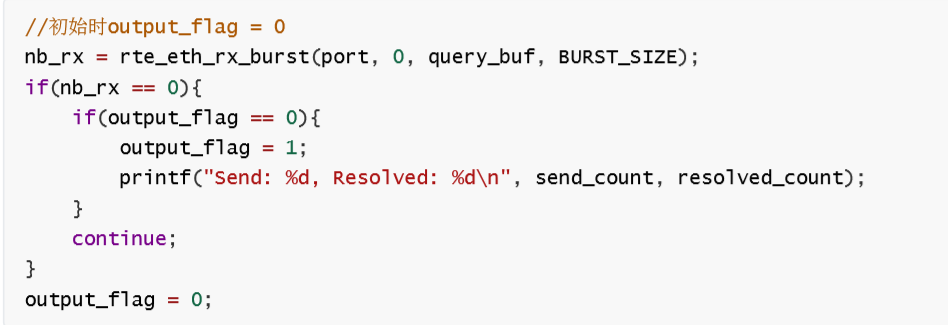 //初始时output_flag = 0
nb_rx = rte_eth_rx_burst(port, 0, query_buf, BURST_SIZE);
if(nb_rx == 0){
    if(output_flag == 0){
        output_flag = 1;
        printf("Send: %d, Resolved: %d\n", send_count, resolved_count);
    }
    continue;
}
output_flag = 0;